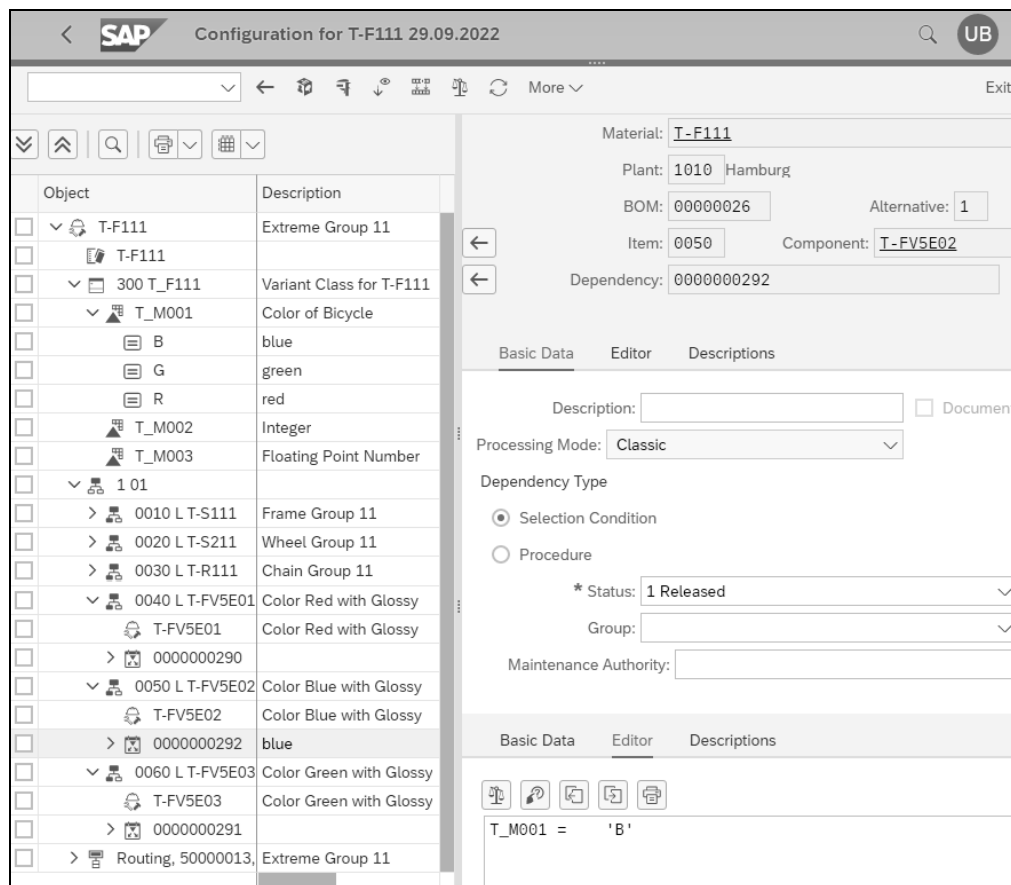 SAP Configuration for T-F111 29.09.2022 UB
More Exit
Object Description
T-F111 Extreme Group 11
T-F111
300 T_F111 Variant Class for T-F111
T_M001 Color of Bicycle
B blue
G green
R red
T_M002 Integer
T_M003 Floating Point Number
1 01
0010 L T-S111 Frame Group 11
0020 L T-S211 Wheel Group 11
0030 L T-R111 Chain Group 11
0040 L T-FV5E01 Color Red with Glossy
T-FV5E01 Color Red with Glossy
0000000290
0050 L T-FV5E02 Color Blue with Glossy
T-FV5E02 Color Blue with Glossy
0000000292 blue
0060 L T-FV5E03 Color Green with Glossy
T-FV5E03 Color Green with Glossy
0000000291
Routing, 50000013, Extreme Group 11
Material: T-F111
Plant: 1010 Hamburg
BOM: 00000026 Alternative: 1
Item: 0050 Component: T-FV5E02
Dependency: 0000000292
Basic Data Editor Descriptions
Description: Documen
Processing Mode: Classic
Dependency Type
Selection Condition
Procedure
* Status: 1 Released
Group:
Maintenance Authority:
Basic Data Editor Descriptions
T_M001 = 'B'